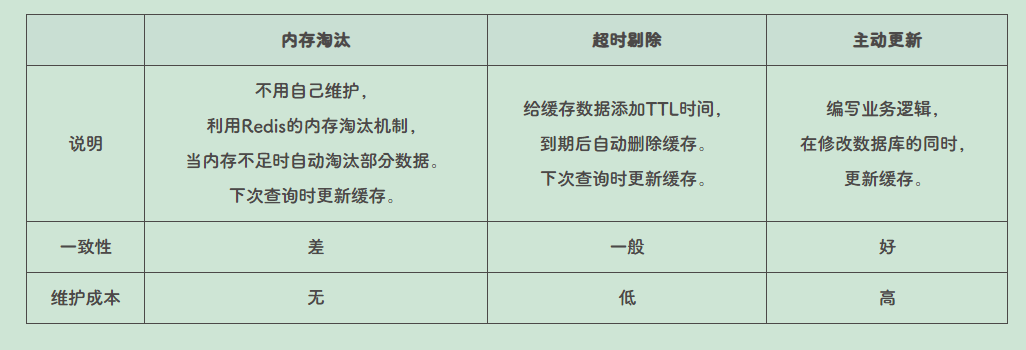 内存淘汰 超时剔除 主动更新
说明
不用自己维护，
利用Redis的内存淘汰机制，
当内存不足时自动淘汰部分数据。
下次查询时更新缓存。
给缓存数据添加TTL时间，
到期后自动删除缓存。
下次查询时更新缓存。
编写业务逻辑，
在修改数据库的同时，
更新缓存。
一致性 差 一般 好
维护成本 无 低 高